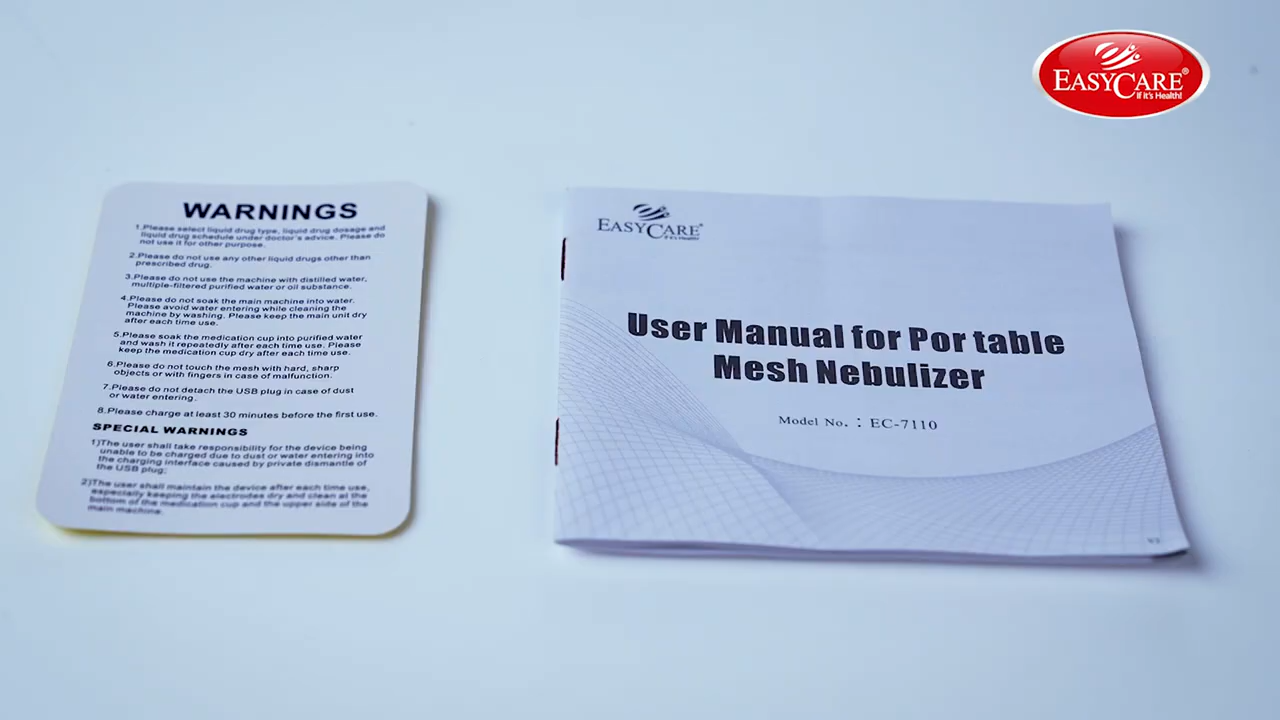 EASYCARE®
If it's Health!
WARNINGS
1.Please select liquid drug type, liquid drug dosage and
liquid drug schedule under doctor's advice. Please do
not use it for other purpose.
2.Please do not use any other liquid drugs other than
prescribed drug.
3.Please do not use the machine with distilled water,
multiple-filtered purified water or oil substance.
4.Please do not soak the main machine into water.
Please avoid water entering while cleaning the
machine by washing. Please keep the main unit dry
after each time use.
5.Please soak the medication cup into purified water
and wash it repeatedly after each time use. Please
keep the medication cup dry after each time use.
6.Please do not touch the mesh with hard, sharp
objects or with fingers in case of malfunction.
7.Please do not detach the USB plug in case of dust
or water entering.
8.Please charge at least 30 minutes before the first use.
SPECIAL WARNINGS
1)The user shall take responsibility for the device being
unable to be charged due to dust or water entering into
the charging interface caused by private dismantle of
the USB plug;
2)The user shall maintain the device after each time use,
especially keeping the electrodes dry and clean at the
bottom of the medication cup and the upper side of the
main machine.
EASYCARE®
If it's Health!
User Manual for Por table
Mesh Nebulizer
Model No.：EC-7110
V2